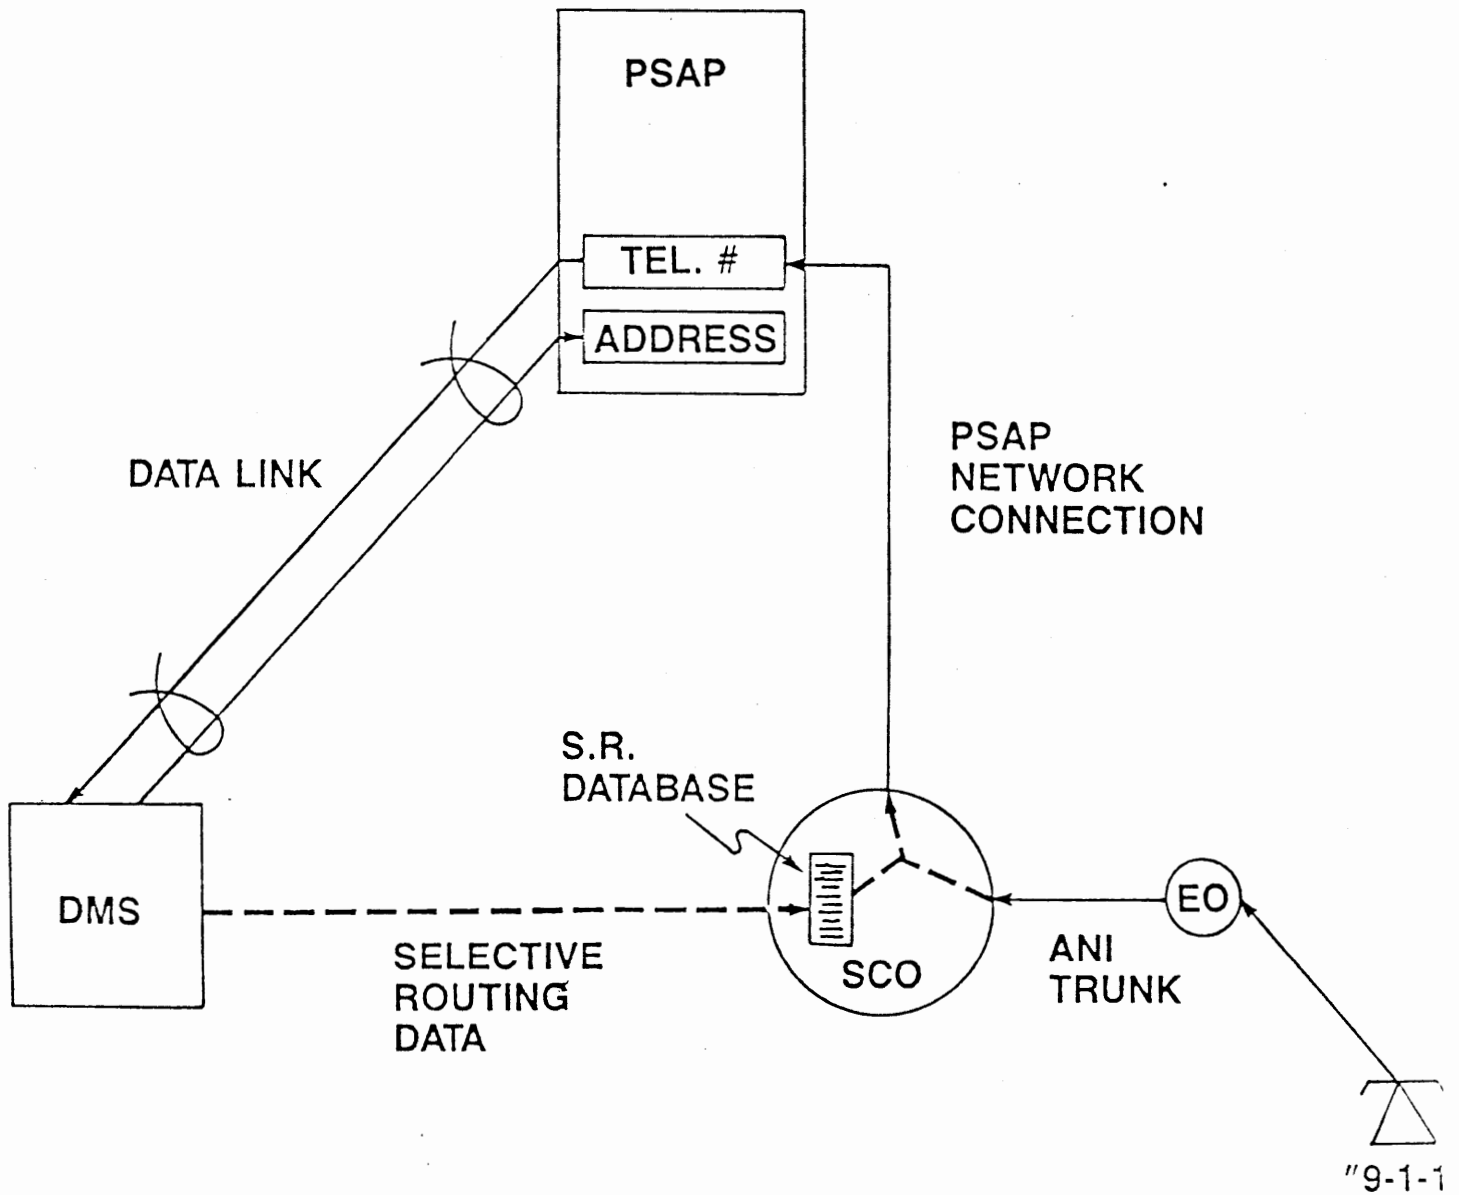 PSAP
TEL. #
ADDRESS
DATA LINK
PSAP
NETWORK
CONNECTION
S.R.
DATABASE
DMS
SELECTIVE
ROUTING
DATA
SCO
EO
ANI
TRUNK
"9-1-1